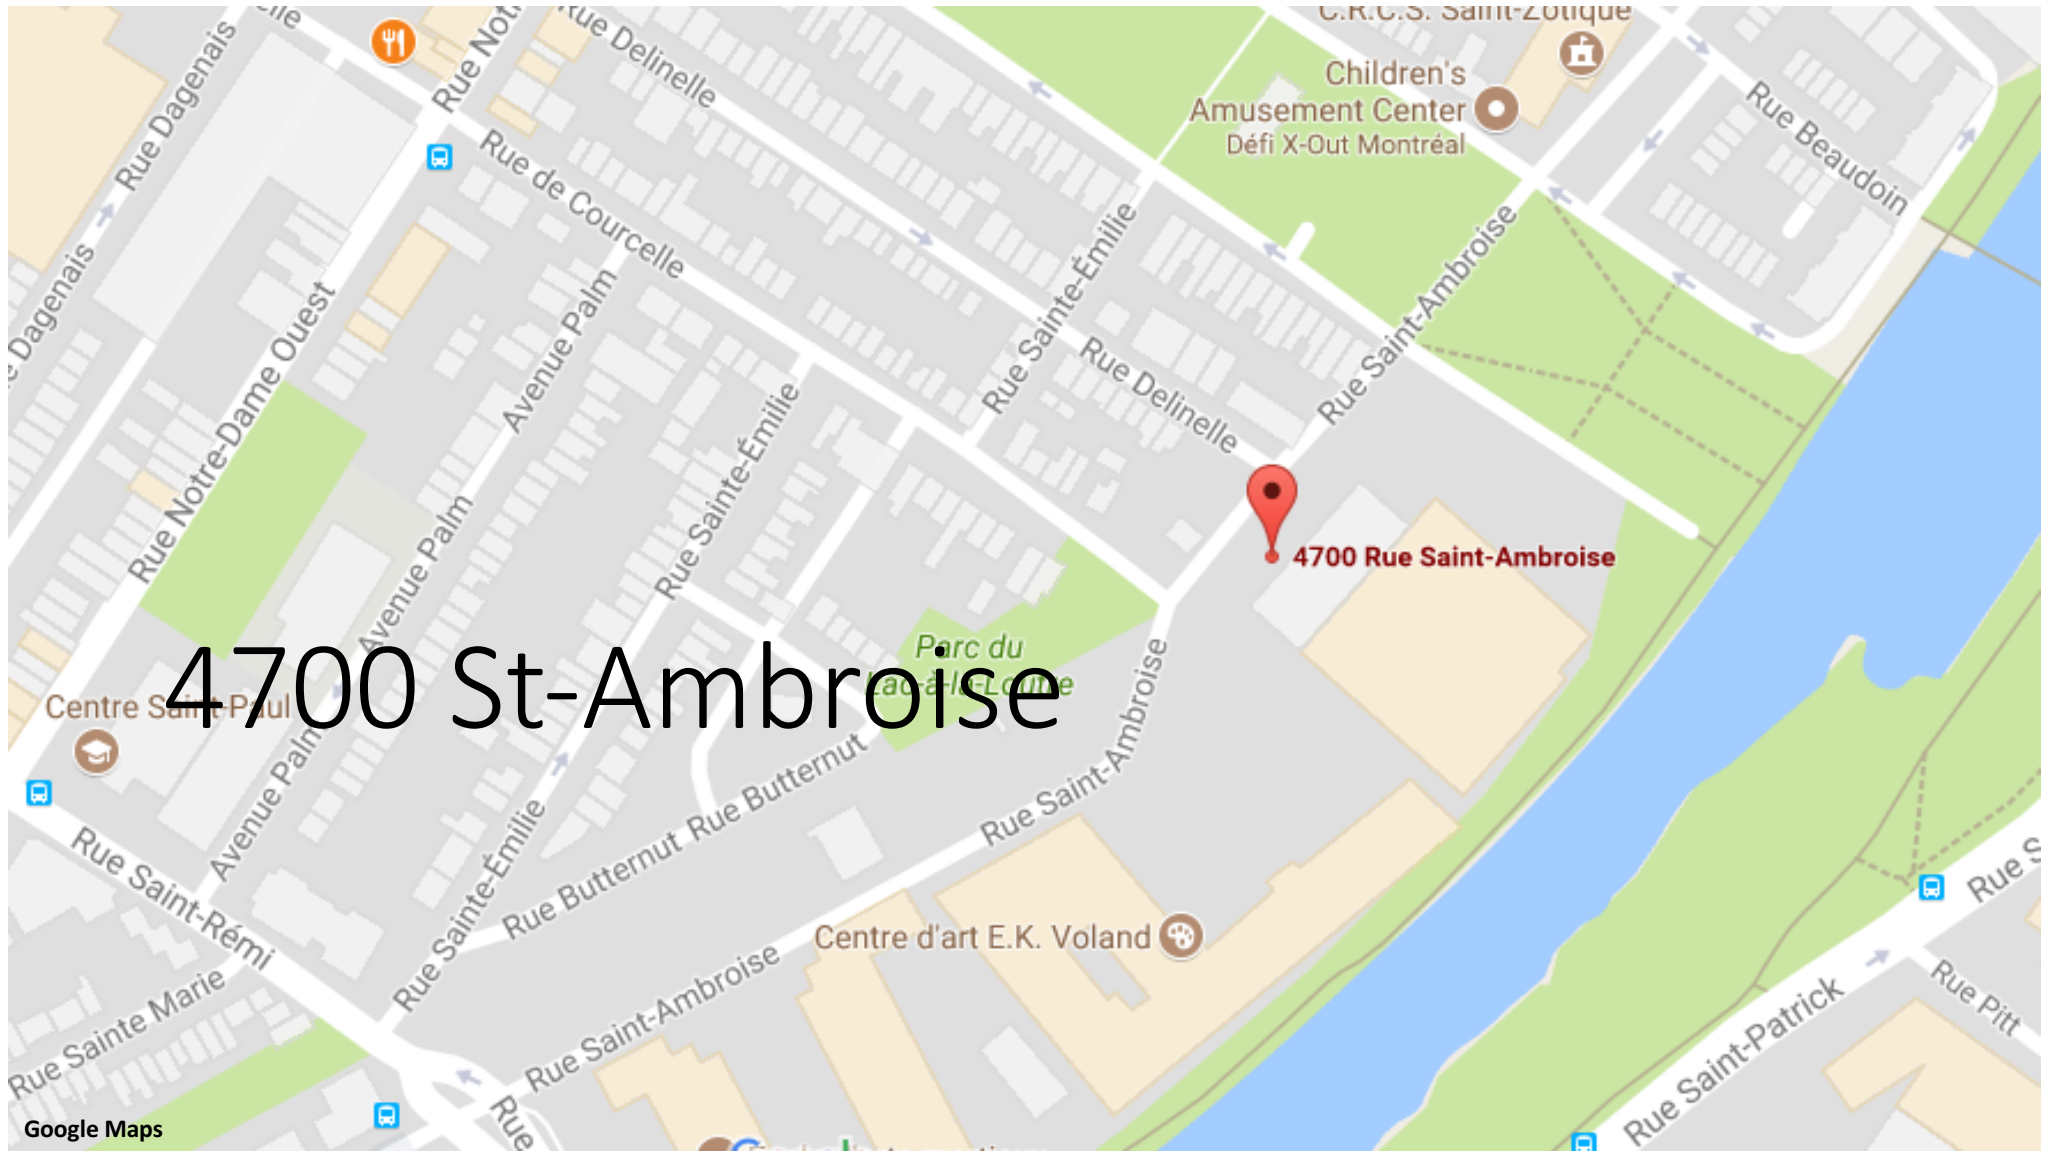 C.R.C.S. Saint-Zotique
Rue Delinelle
Rue Dagenais
Children's
Amusement Center
Défi X-Out Montréal
Rue Beaudoin
Rue de Courcelle
Rue Sainte-Émilie
Rue Saint-Ambroise
Dagenais
Rue Notre-Dame Ouest
Avenue Palm
Rue Delinelle
Rue Sainte-Émilie
Avenue Palm
4700 Rue Saint-Ambroise
Parc du
Lac-à-la-Loutre
4700 St-Ambroise
Centre Saint-Paul
Avenue Palm
Rue Saint-Ambroise
Rue Butternut
Rue Butternut
Rue Saint-Rémi
Rue Sainte-Émilie
Centre d'art E.K. Voland
Rue Saint-Ambroise
Rue Sainte Marie
Rue Saint-Patrick
Rue Pitt
Rue S
Rue
Google Maps